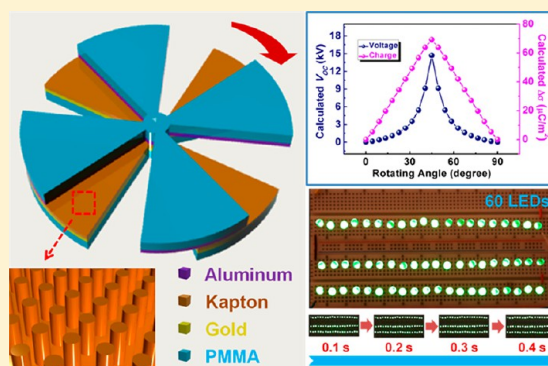 Aluminum
Kapton
Gold
PMMA
Calculated V_OC (kV)
18
15
12
9
6
3
0
Voltage
Charge
80
60
40
20
0
Calculated Δσ (μC/m²)
0 30 60 90
Rotating Angle (degree)
60 LEDs
0.1 s 0.2 s 0.3 s 0.4 s